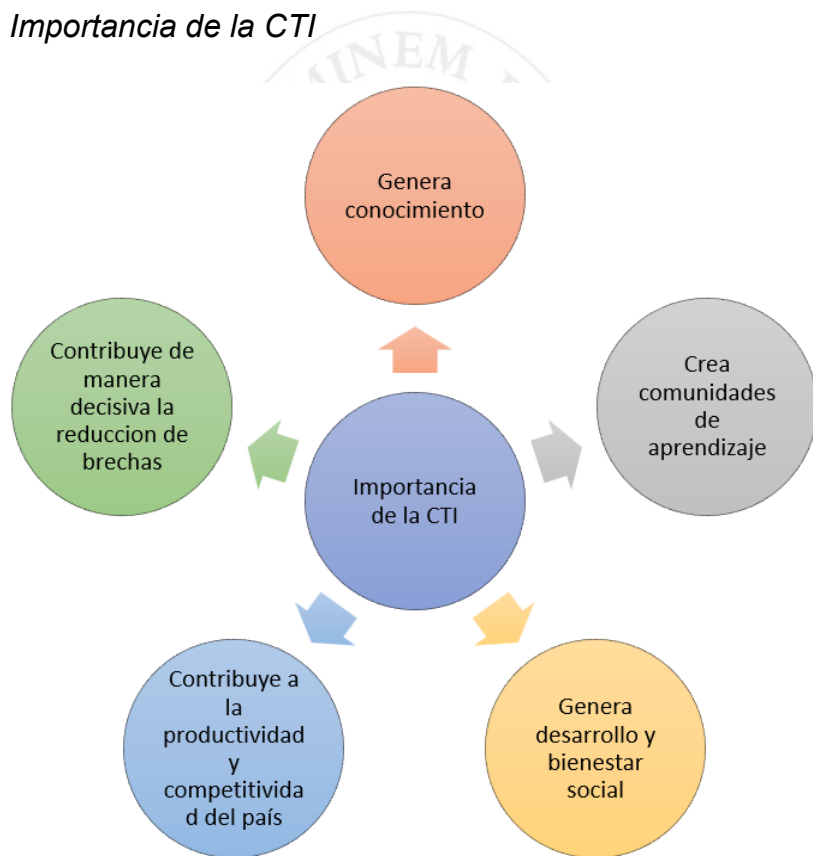 Importancia de la CTI
MINEM
Genera
conocimiento
Crea
comunidades
de
aprendizaje
Genera
desarrollo y
bienestar
social
Contribuye a
la
productividad
y
competitivida
d del país
Contribuye de
manera
decisiva la
reduccion de
brechas
Importancia
de la CTI